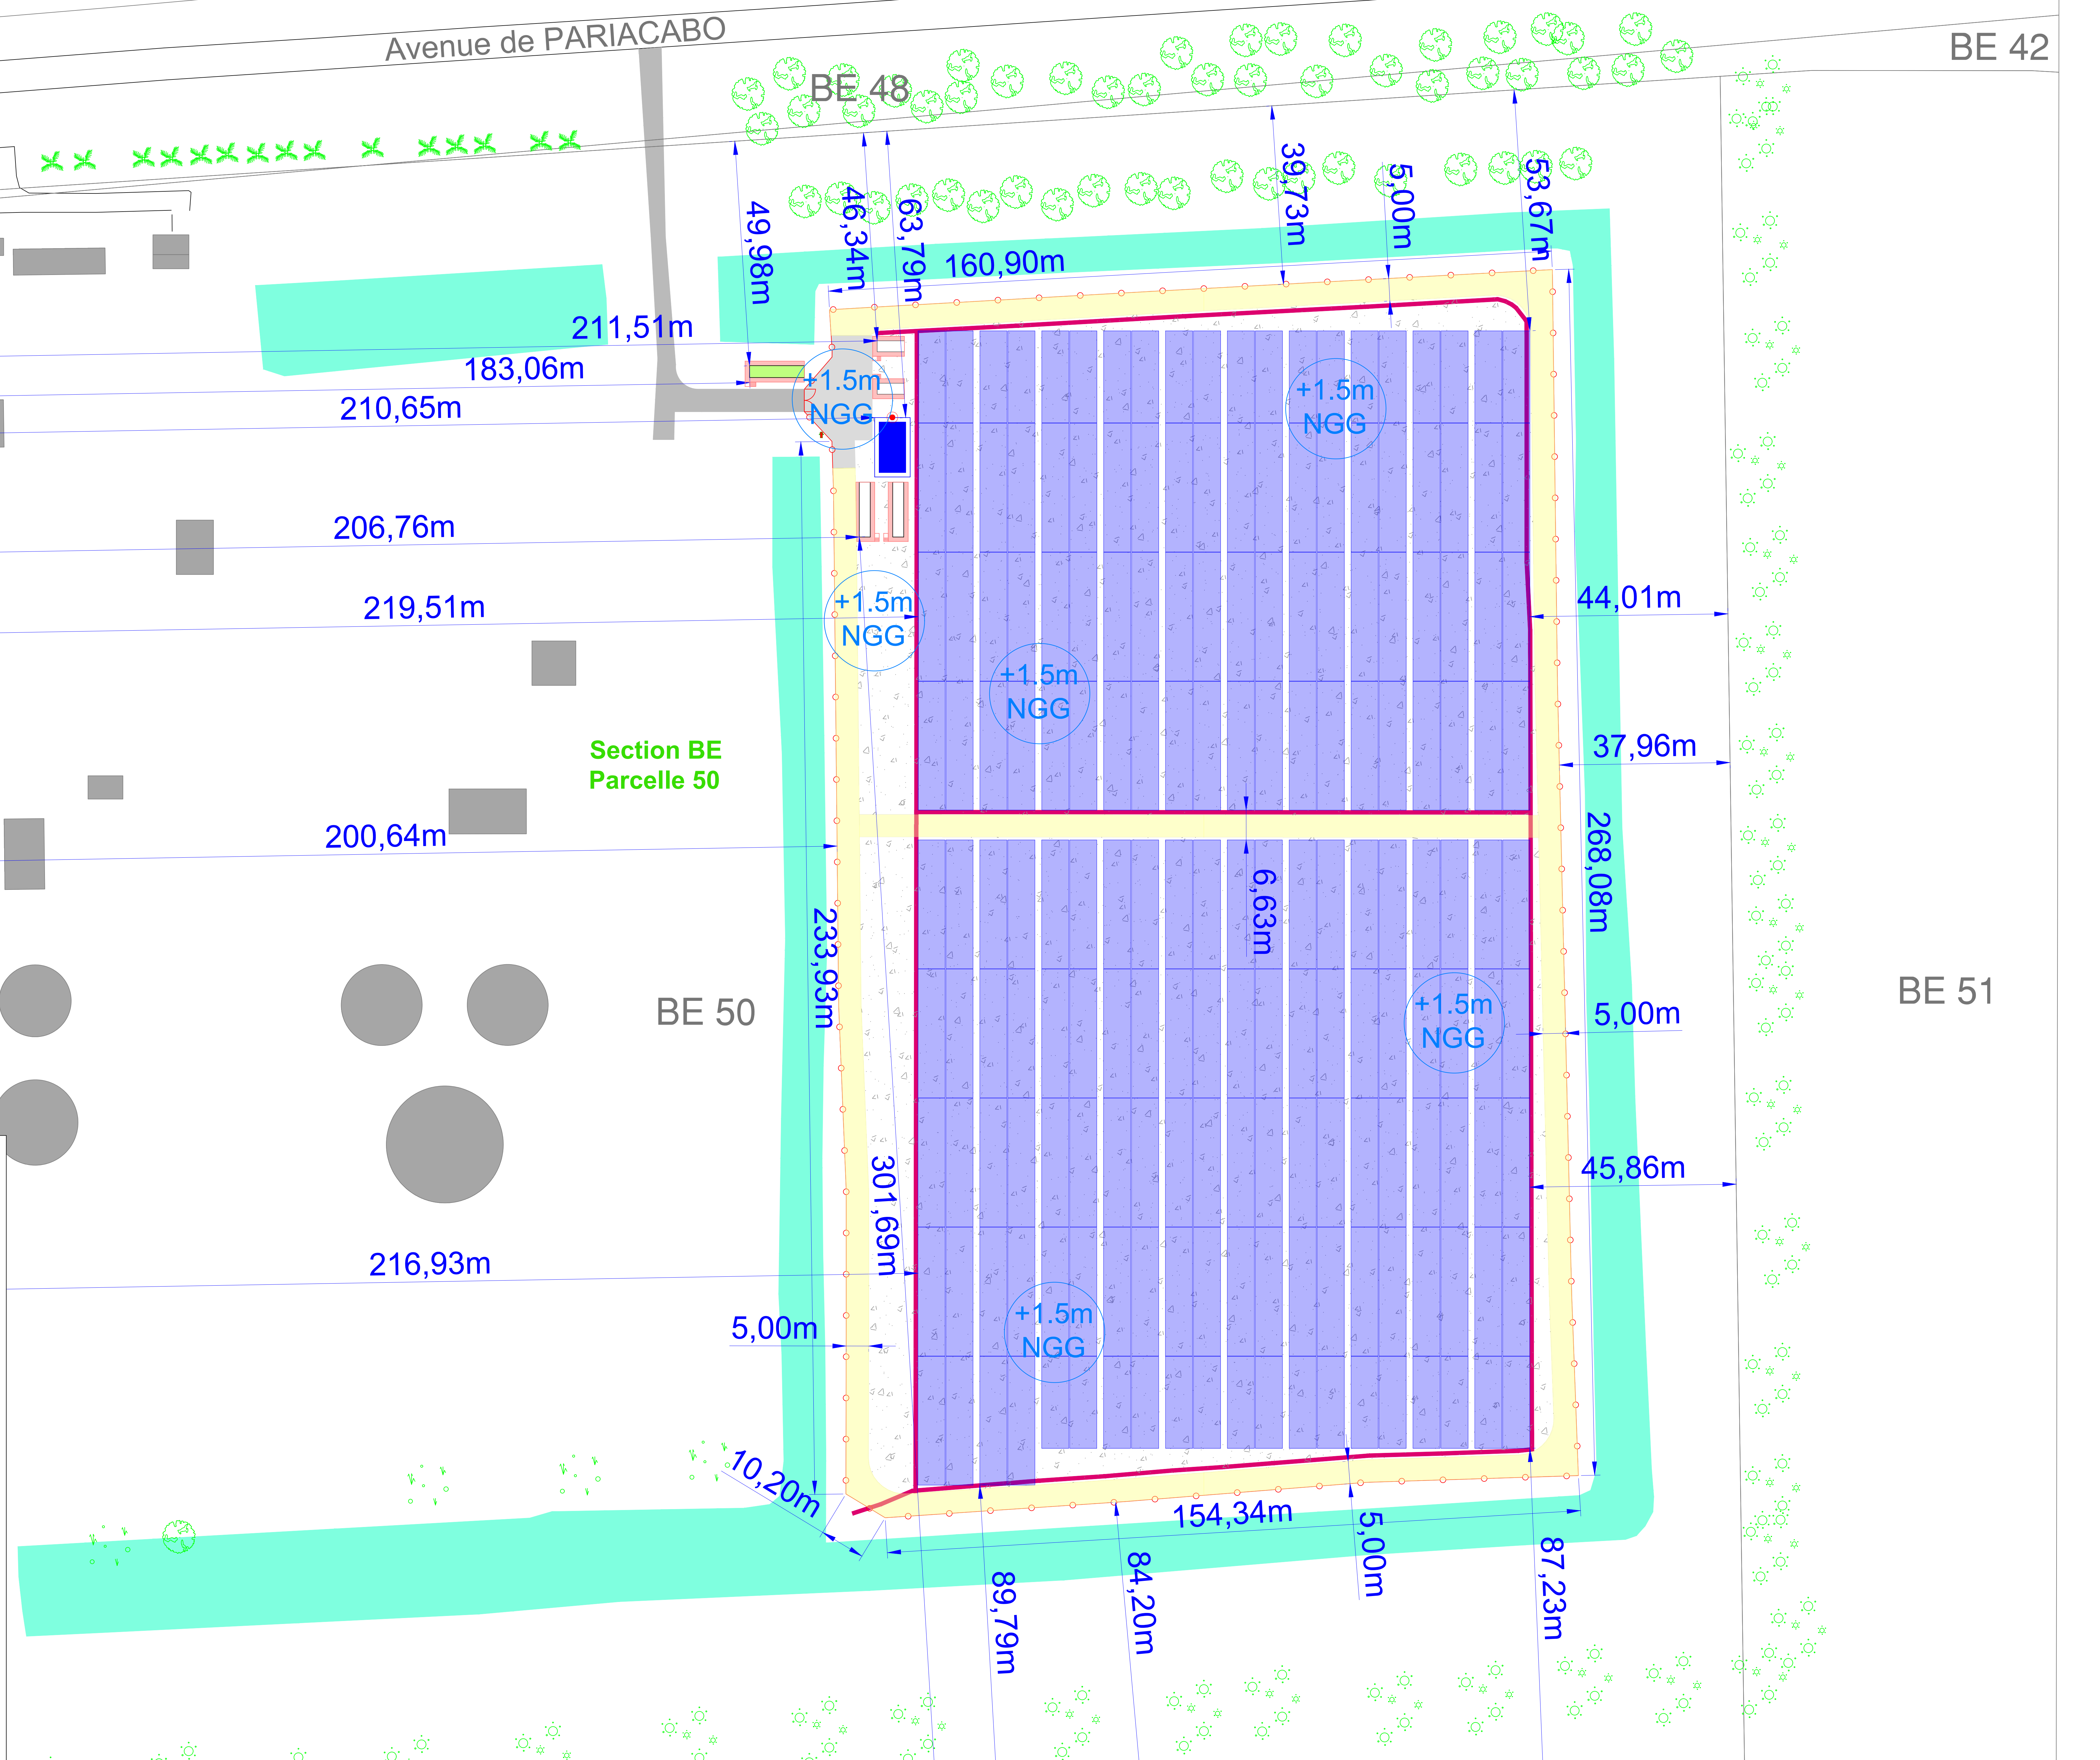 Avenue de PARIACABO
BE 42
BE 48
49,98m
46,34m
63,79m
39,73m
5,00m
53,67m
160,90m
211,51m
183,06m
210,65m
+1.5m
NGG
+1.5m
NGG
206,76m
219,51m
+1.5m
NGG
44,01m
+1.5m
NGG
Section BE
Parcelle 50
37,96m
200,64m
268,08m
6,63m
233,93m
BE 50
BE 51
+1.5m
NGG
5,00m
301,69m
45,86m
216,93m
5,00m
+1.5m
NGG
10,20m
154,34m
5,00m
89,79m
84,20m
87,23m